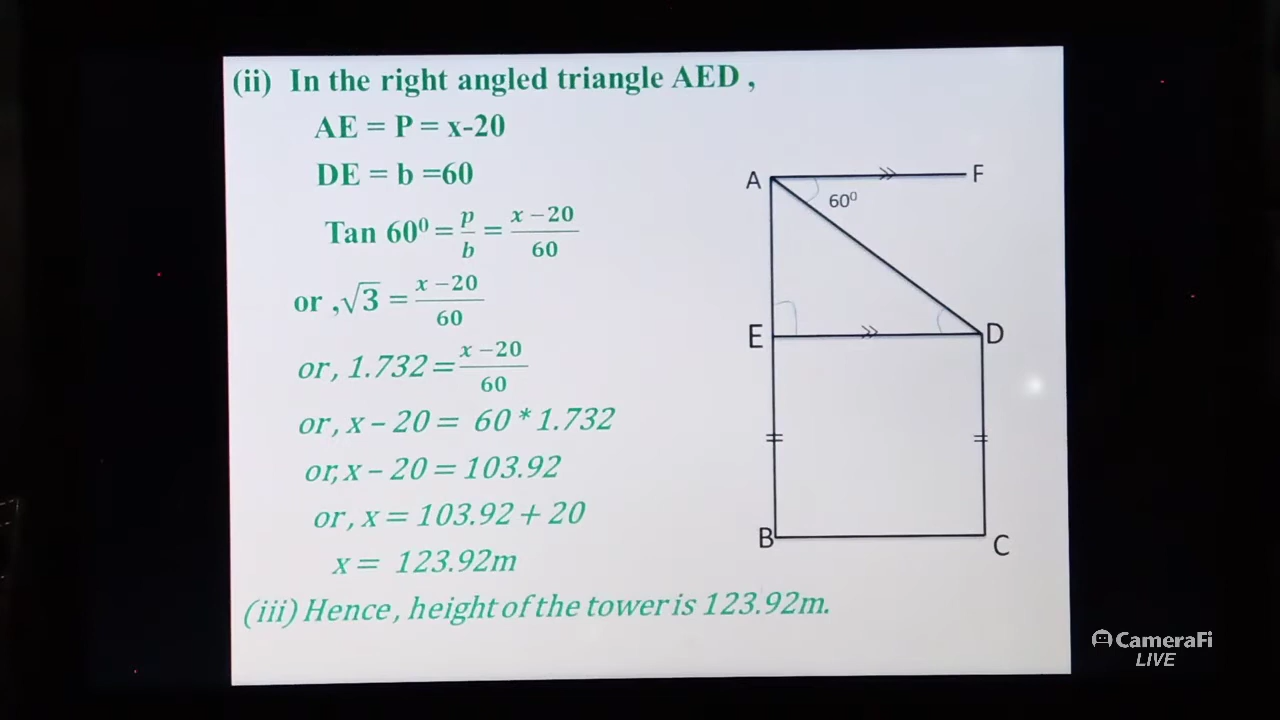 (ii) In the right angled triangle AED ,
AE = P = x-20
DE = b =60
Tan 60⁰ = p/b = x − 20/60
or ,√3 = x − 20/60
or, 1.732 = x − 20/60
or, x − 20 = 60 * 1.732
or, x − 20 = 103.92
or, x = 103.92 + 20
x = 123.92m
(iii) Hence, height of the tower is 123.92m.
A
F
60⁰
E
D
B
C
CameraFi
LIVE